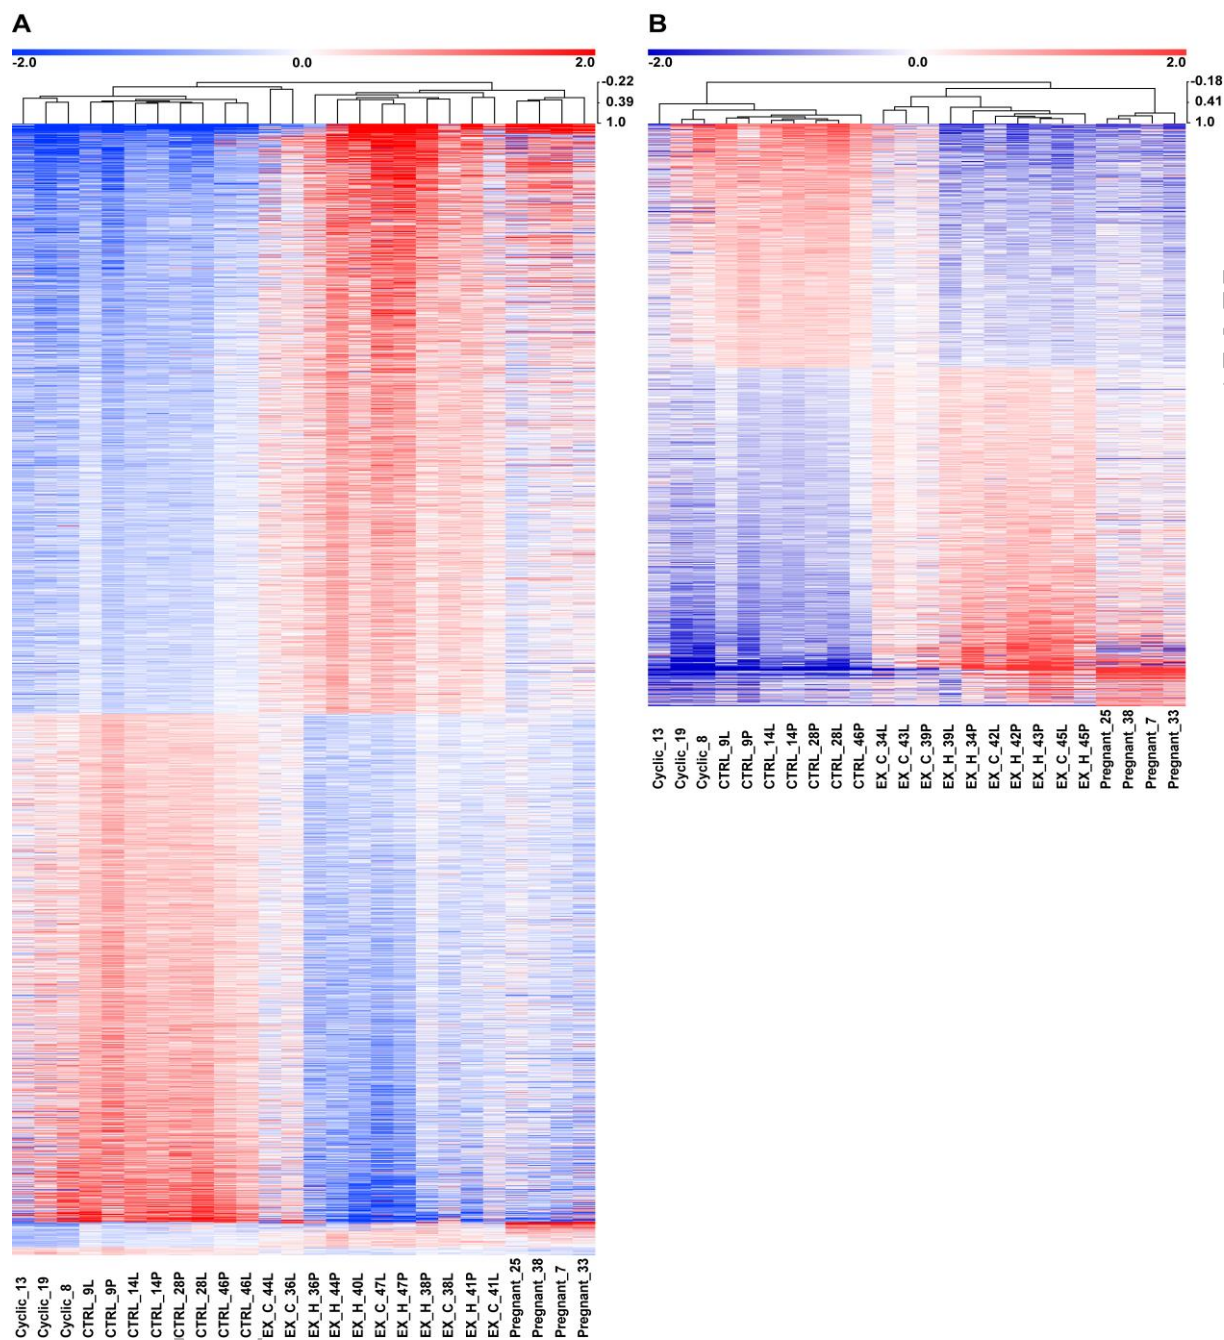 A
-2.0 0.0 2.0
-0.22
0.39
1.0
Cyclic_13
Cyclic_19
Cyclic_8
CTRL_9L
CTRL_9P
CTRL_14L
CTRL_14P
CTRL_28P
CTRL_28L
CTRL_46P
CTRL_46L
EX_C_44L
EX_C_36L
EX_H_36P
EX_H_44P
EX_H_40L
EX_C_47L
EX_H_47P
EX_H_38P
EX_C_38L
EX_H_41P
EX_C_41L
Pregnant_25
Pregnant_38
Pregnant_7
Pregnant_33
B
-2.0 0.0 2.0
-0.18
0.41
1.0
Cyclic_13
Cyclic_19
Cyclic_8
CTRL_9L
CTRL_9P
CTRL_14L
CTRL_14P
CTRL_28P
CTRL_28L
CTRL_46P
EX_C_34L
EX_C_43L
EX_C_39P
EX_H_39L
EX_H_34P
EX_C_42L
EX_H_42P
EX_H_43P
EX_C_45L
EX_H_45P
Pregnant_25
Pregnant_38
Pregnant_7
Pregnant_33